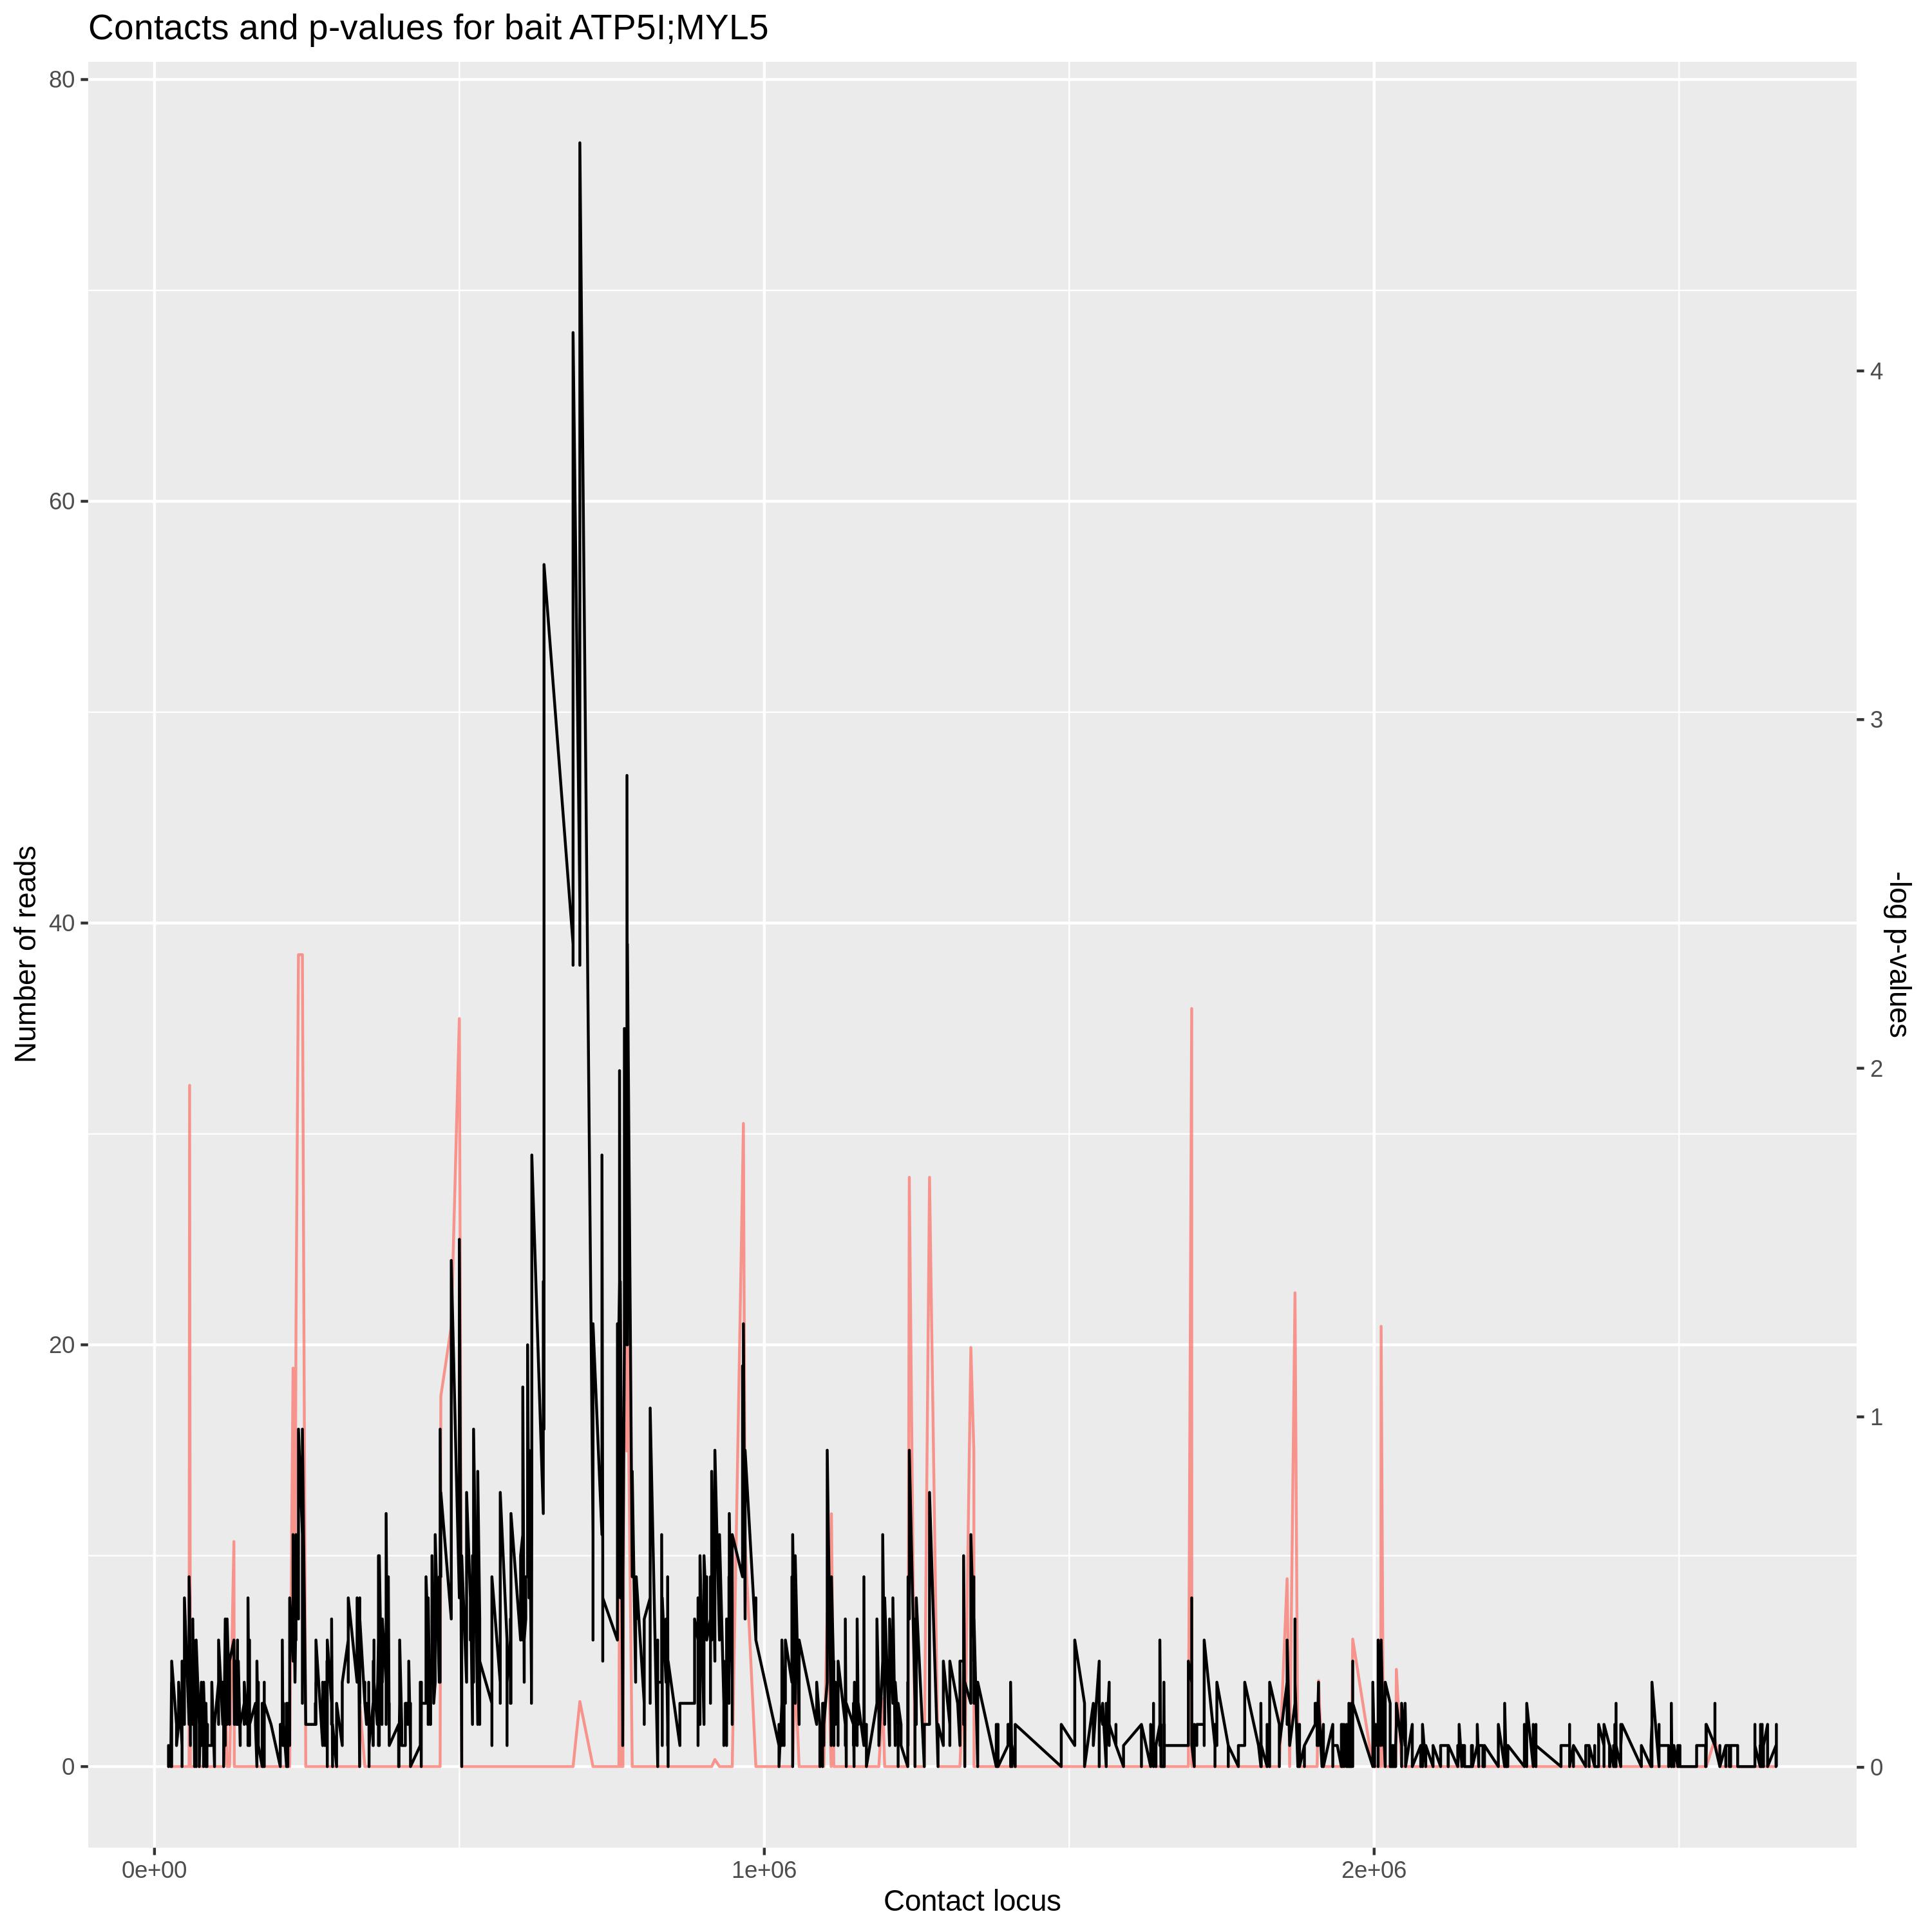 Contacts and p-values for bait ATP5I;MYL5
80
60
40
20
0
Number of reads
4
3
2
1
0
-log p-values
0e+00
1e+06
2e+06
Contact locus